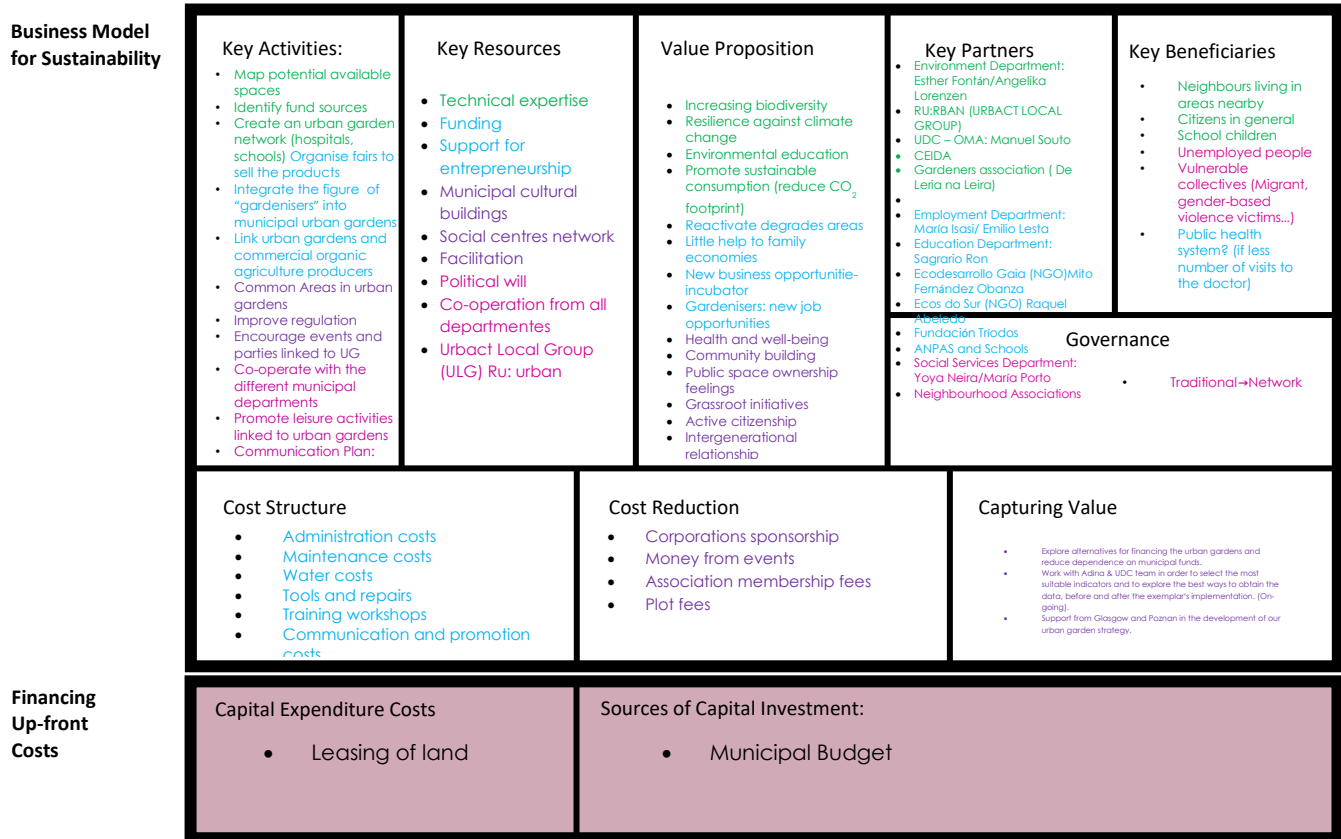 Business Model
for Sustainability
Key Activities:
• Map potential available
spaces
• Identify fund sources
• Create an urban garden
network (hospitals,
schools) Organise fairs to
sell the products
• Integrate the figure of
"gardenisers" into
municipal urban gardens
• Link urban gardens and
commercial organic
agriculture producers
• Common Areas in urban
gardens
• Improve regulation
• Encourage events and
parties linked to UG
• Co-operate with the
different municipal
departments
• Promote leisure activities
linked to urban gardens
• Communication Plan:
Key Resources
• Technical expertise
• Funding
• Support for
entrepreneurship
• Municipal cultural
buildings
• Social centres network
• Facilitation
• Political will
• Co-operation from all
departmentes
• Urbact Local Group
(ULG) Ru: urban
Value Proposition
• Increasing biodiversity
• Resilience against climate
change
• Environmental education
• Promote sustainable
consumption (reduce CO2
footprint)
• Reactivate degrades areas
• Little help to family
economies
• New business opportunitie-
incubator
• Gardenisers: new job
opportunities
• Health and well-being
• Community building
• Public space ownership
feelings
• Grassroot initiatives
• Active citizenship
• Intergenerational
relationship
Key Partners
• Environment Department:
Esther Fontán/Angelika
Lorenzen
• RU:RBAN (URBACT LOCAL
GROUP)
• UDC – OMA: Manuel Souto
• CEIDA
• Gardeners association ( De
Leria na Leira)
•
• Employment Department:
María Isasi/ Emilio Lesta
• Education Department:
Sagrario Ron
• Ecodesarrollo Gaia (NGO)Mito
Fernández Obanza
• Ecos do Sur (NGO) Raquel
Abeledo
• Fundación Tríodos
• ANPAS and Schools
• Social Services Department:
Yoya Neira/María Porto
• Neighbourhood Associations
Key Beneficiaries
• Neighbours living in
areas nearby
• Citizens in general
• School children
• Unemployed people
• Vulnerable
collectives (Migrant,
gender-based
violence victims...)
• Public health
system? (if less
number of visits to
the doctor)
Governance
• Traditional→Network
Cost Structure
• Administration costs
• Maintenance costs
• Water costs
• Tools and repairs
• Training workshops
• Communication and promotion
costs
Cost Reduction
• Corporations sponsorship
• Money from events
• Association membership fees
• Plot fees
Capturing Value
• Explore alternatives for financing the urban gardens and
reduce dependence on municipal funds.
• Work with Adina & UDC team in order to select the most
suitable indicators and to explore the best ways to obtain the
data, before and after the exemplar's implementation. (On-
going).
• Support from Glasgow and Poznan in the development of our
urban garden strategy.
Financing
Up-front
Costs
Capital Expenditure Costs
• Leasing of land
Sources of Capital Investment:
• Municipal Budget